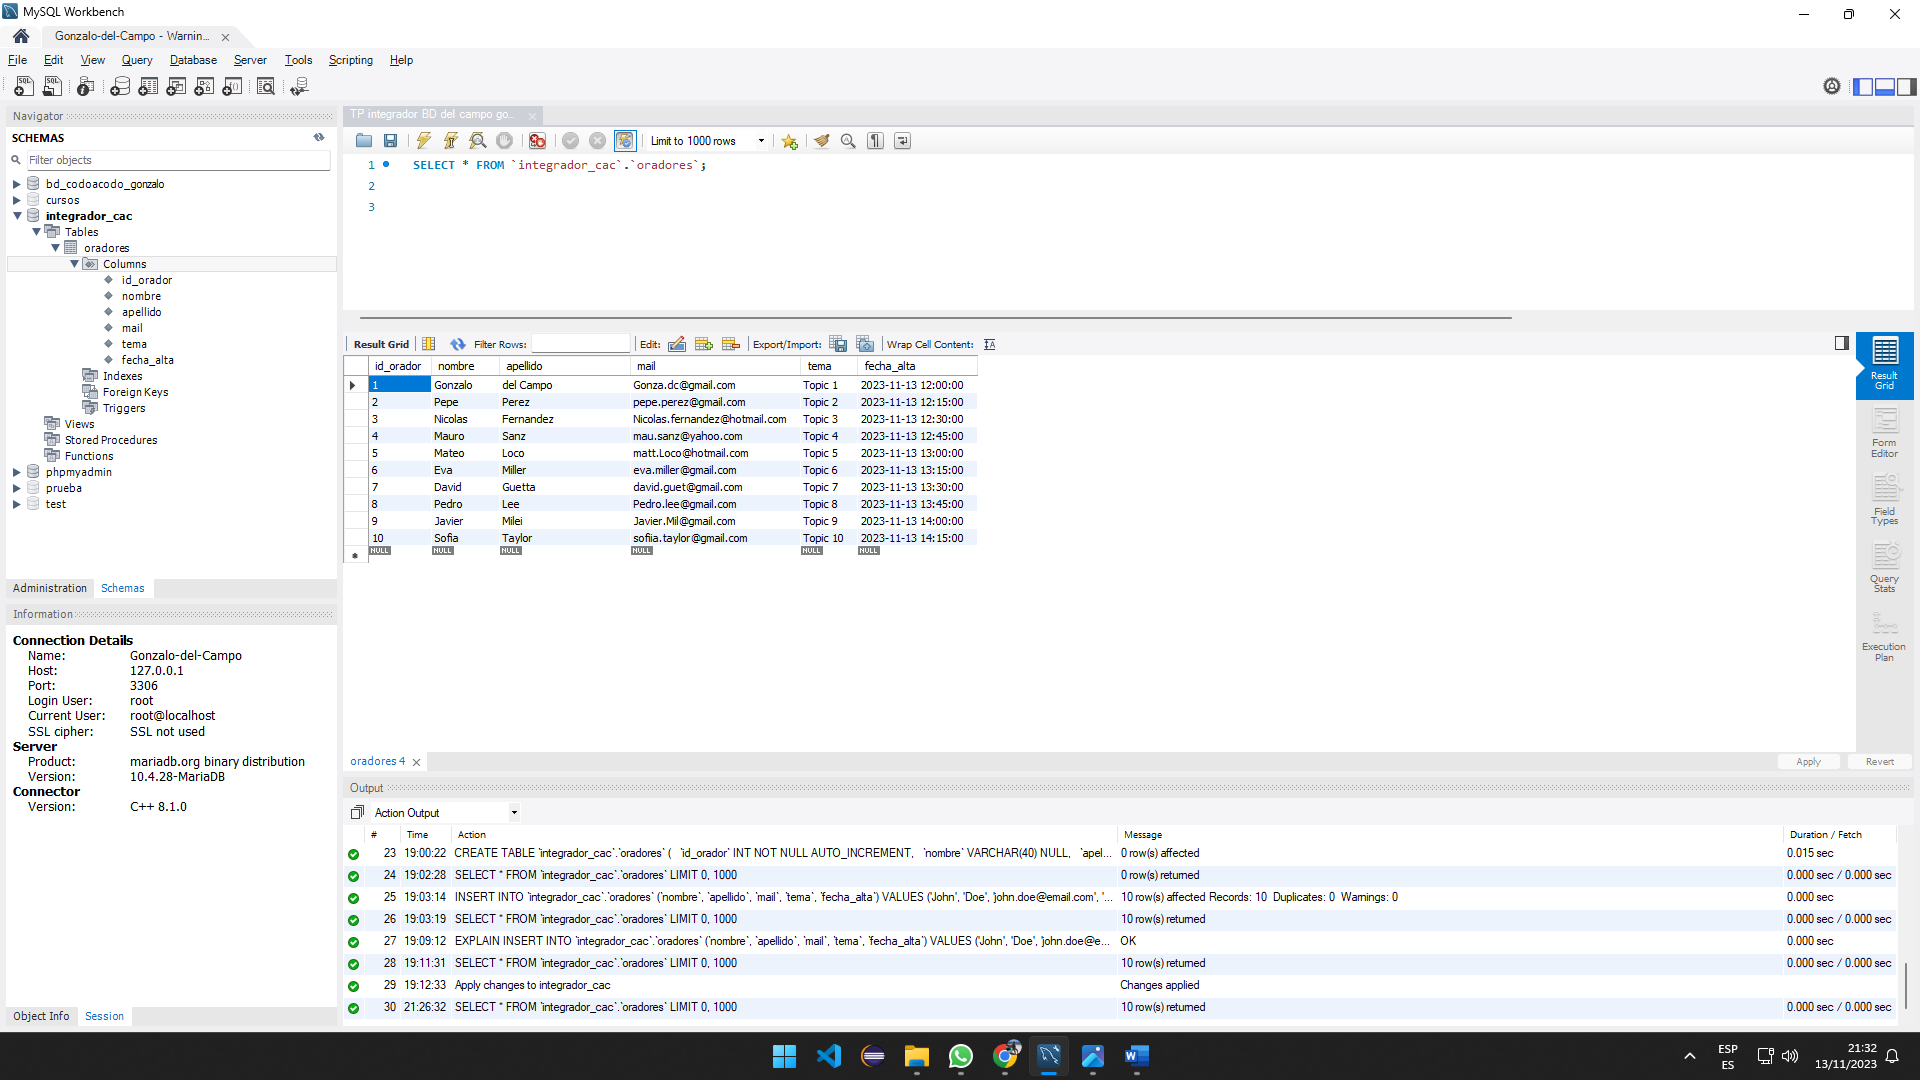 MySQL Workbench
Gonzalo-del-Campo - Warnin...
File Edit View Query Database Server Tools Scripting Help
Navigator
SCHEMAS
Filter objects
bd_codoacodo_gonzalo
cursos
integrador_cac
Tables
oradores
Columns
id_orador
nombre
apellido
mail
tema
fecha_alta
Indexes
Foreign Keys
Triggers
Views
Stored Procedures
Functions
phpmyadmin
prueba
test
Administration Schemas
Information
Connection Details
Name: Gonzalo-del-Campo
Host: 127.0.0.1
Port: 3306
Login User: root
Current User: root@localhost
SSL cipher: SSL not used
Server
Product: mariadb.org binary distribution
Version: 10.4.28-MariaDB
Connector
Version: C++ 8.1.0
Object Info Session
TP integrador BD del campo go...
Limit to 1000 rows
1 SELECT * FROM `integrador_cac`.`oradores`;
2
3
Result Grid Filter Rows: Edit: Export/Import: Wrap Cell Content:
id_orador nombre apellido mail tema fecha_alta
1 Gonzalo del Campo Gonza.dc@gmail.com Topic 1 2023-11-13 12:00:00
2 Pepe Perez pepe.perez@gmail.com Topic 2 2023-11-13 12:15:00
3 Nicolas Fernandez Nicolas.fernandez@hotmail.com Topic 3 2023-11-13 12:30:00
4 Mauro Sanz mau.sanz@yahoo.com Topic 4 2023-11-13 12:45:00
5 Mateo Loco matt.Loco@hotmail.com Topic 5 2023-11-13 13:00:00
6 Eva Miller eva.miller@gmail.com Topic 6 2023-11-13 13:15:00
7 David Guetta david.guet@gmail.com Topic 7 2023-11-13 13:30:00
8 Pedro Lee Pedro.lee@gmail.com Topic 8 2023-11-13 13:45:00
9 Javier Milei Javier.Mil@gmail.com Topic 9 2023-11-13 14:00:00
10 Sofia Taylor sofiia.taylor@gmail.com Topic 10 2023-11-13 14:15:00
NULL NULL NULL NULL NULL NULL
Result Grid
Form Editor
Field Types
Query Stats
Execution Plan
oradores 4
Apply Revert
Output
Action Output
# Time Action Message Duration / Fetch
23 19:00:22 CREATE TABLE `integrador_cac`.`oradores` ( `id_orador` INT NOT NULL AUTO_INCREMENT, `nombre` VARCHAR(40) NULL, `apel... 0 row(s) affected 0.015 sec
24 19:02:28 SELECT * FROM `integrador_cac`.`oradores` LIMIT 0, 1000 0 row(s) returned 0.000 sec / 0.000 sec
25 19:03:14 INSERT INTO `integrador_cac`.`oradores` (`nombre`, `apellido`, `mail`, `tema`, `fecha_alta`) VALUES ('John', 'Doe', 'john.doe@email.com', '... 10 row(s) affected Records: 10 Duplicates: 0 Warnings: 0 0.000 sec
26 19:03:19 SELECT * FROM `integrador_cac`.`oradores` LIMIT 0, 1000 10 row(s) returned 0.000 sec / 0.000 sec
27 19:09:12 EXPLAIN INSERT INTO `integrador_cac`.`oradores` (`nombre`, `apellido`, `mail`, `tema`, `fecha_alta`) VALUES ('John', 'Doe', 'john.doe@e... OK 0.000 sec
28 19:11:31 SELECT * FROM `integrador_cac`.`oradores` LIMIT 0, 1000 10 row(s) returned 0.000 sec / 0.000 sec
29 19:12:33 Apply changes to integrador_cac Changes applied
30 21:26:32 SELECT * FROM `integrador_cac`.`oradores` LIMIT 0, 1000 10 row(s) returned 0.000 sec / 0.000 sec
ESP
ES
21:32
13/11/2023